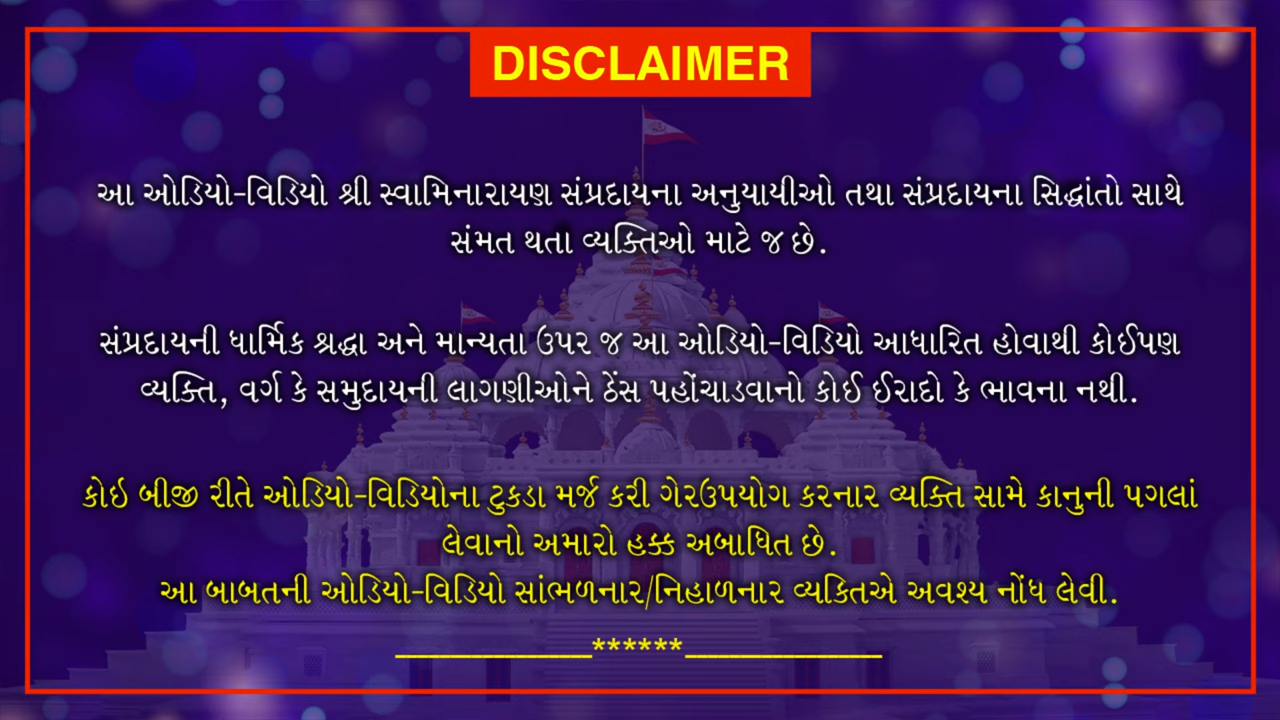 DISCLAIMER
આ ઓડિયો-વિડિયો શ્રી સ્વામિનારાયણ સંપ્રદાયના અનુયાયીઓ તથા સંપ્રદાયના સિદ્ધાંતો સાથે
સંમત થતા વ્યક્તિઓ માટે જ છે.
સંપ્રદાયની ધાર્મિક શ્રદ્ધા અને માન્યતા ઉપર જ આ ઓડિયો-વિડિયો આધારિત હોવાથી કોઈપણ
વ્યક્તિ, વર્ગ કે સમુદાયની લાગણીઓને ઠેંસ પહોંચાડવાનો કોઈ ઈરાદો કે ભાવના નથી.
કોઇ બીજી રીતે ઓડિયો-વિડિયોના ટુકડા મર્જ કરી ગેરઉપયોગ કરનાર વ્યક્તિ સામે કાનુની પગલાં
લેવાનો અમારો હક્ક અબાધિત છે.
આ બાબતની ઓડિયો-વિડિયો સાંભળનાર/નિહાળનાર વ્યકિતએ અવશ્ય નોંધ લેવી.
________________******________________